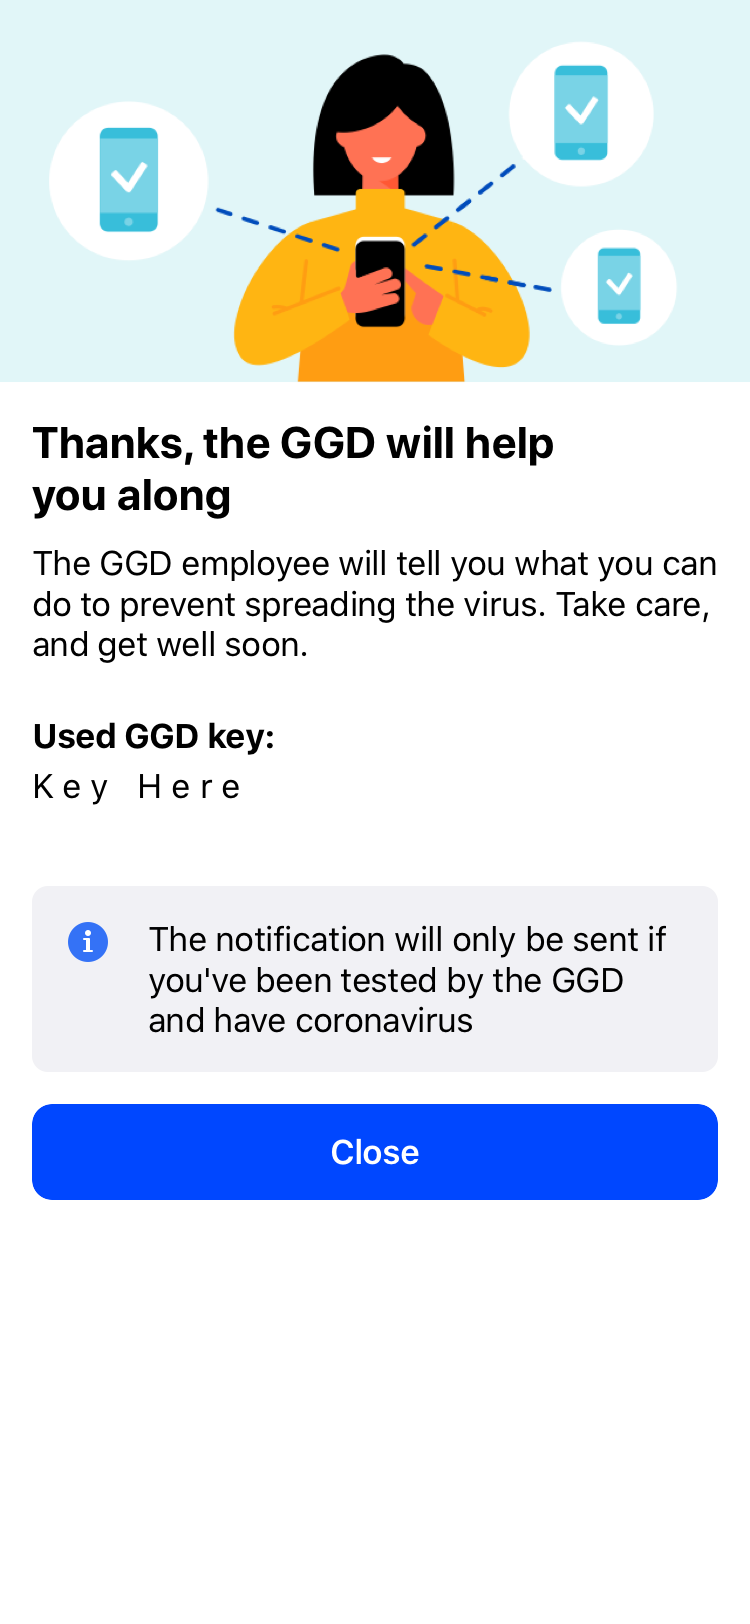 Thanks, the GGD will help
you along
The GGD employee will tell you what you can
do to prevent spreading the virus. Take care,
and get well soon.
Used GGD key:
Key Here
The notification will only be sent if
you've been tested by the GGD
and have coronavirus
Close